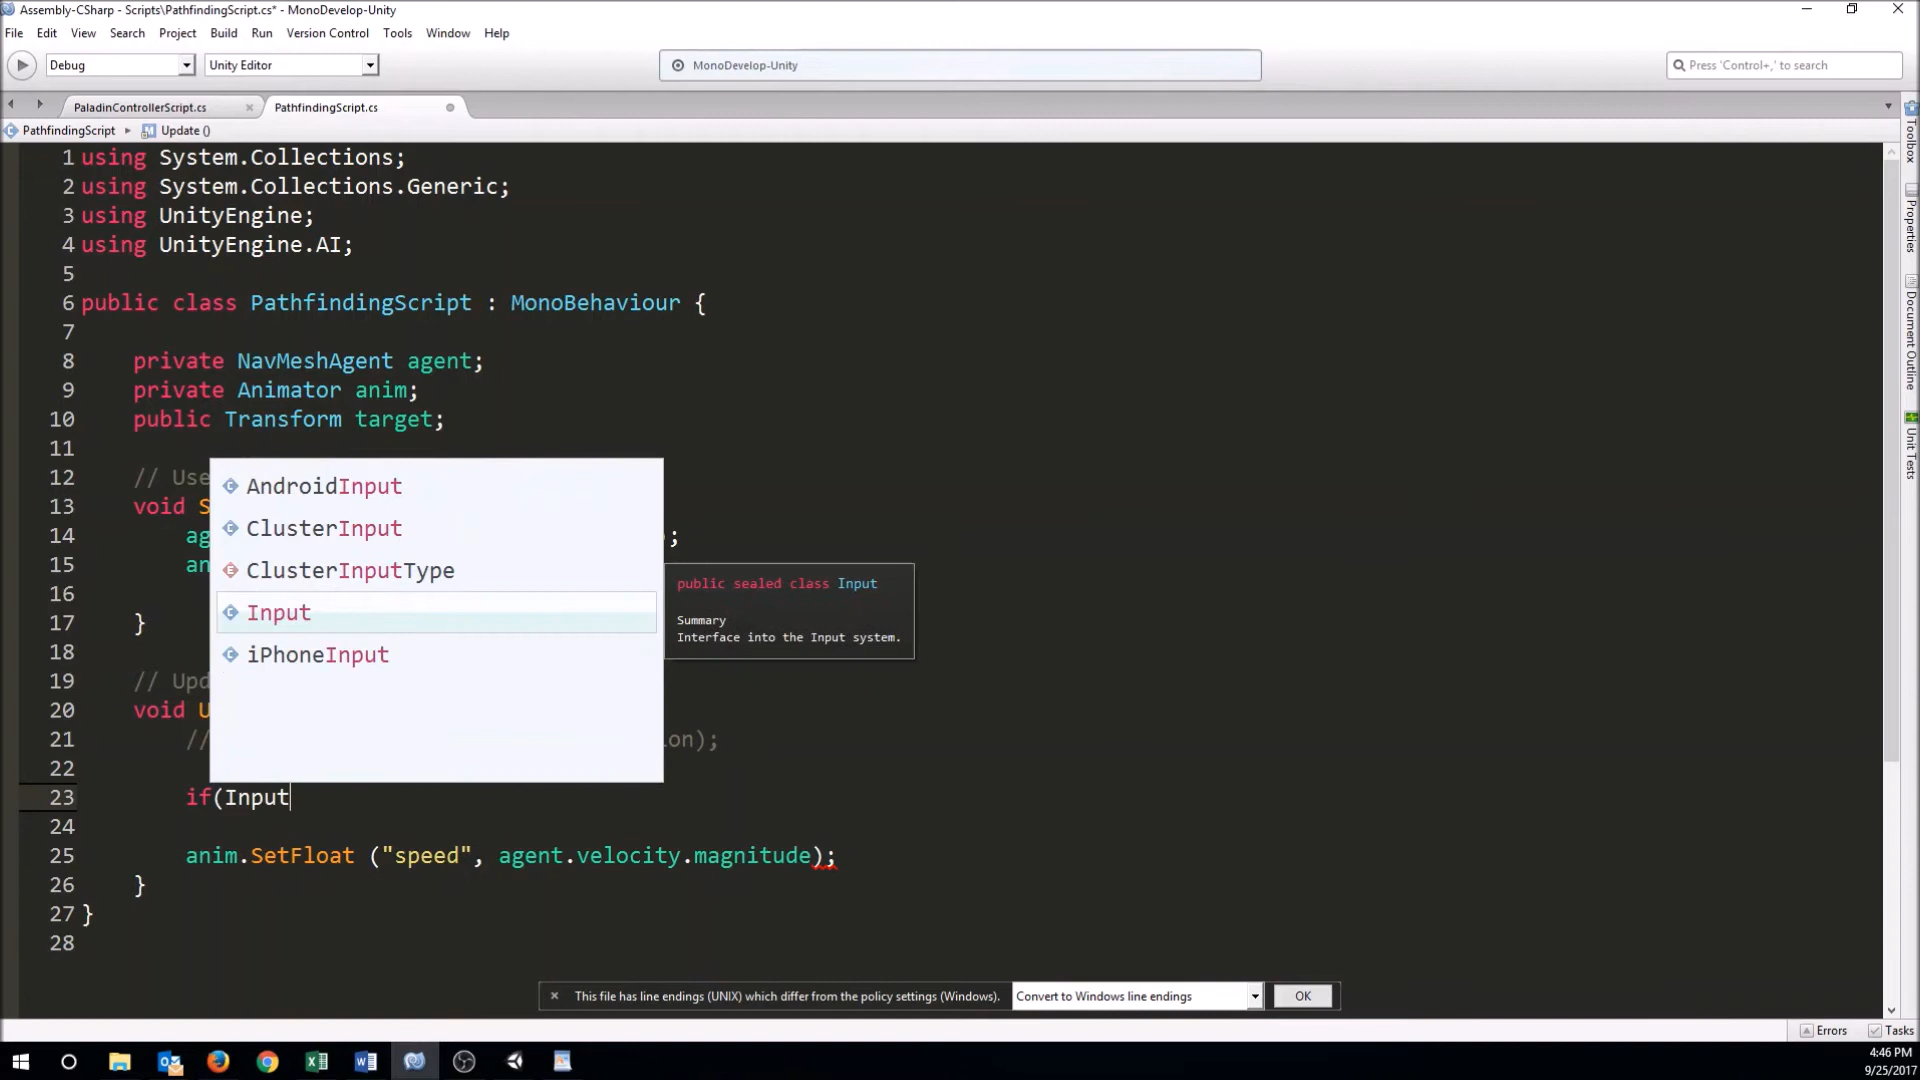 Assembly-CSharp - Scripts\PathfindingScript.cs* - MonoDevelop-Unity
File Edit View Search Project Build Run Version Control Tools Window Help
Debug Unity Editor MonoDevelop-Unity Press 'Control+,' to search
PaladinControllerScript.cs PathfindingScript.cs
PathfindingScript Update ()
1 using System.Collections;
2 using System.Collections.Generic;
3 using UnityEngine;
4 using UnityEngine.AI;
5
6 public class PathfindingScript : MonoBehaviour {
7
8 private NavMeshAgent agent;
9 private Animator anim;
10 public Transform target;
11
12 // Use
13 void S
14 ag ;
15 an
16
17 }
18
19 // Upd
20 void U
21 // on);
22
23 if(Input
24
25 anim.SetFloat ("speed", agent.velocity.magnitude);
26 }
27 }
28
AndroidInput
ClusterInput
ClusterInputType
Input
iPhoneInput
public sealed class Input
Summary
Interface into the Input system.
Toolbox
Properties
Document Outline
Unit Tests
This file has line endings (UNIX) which differ from the policy settings (Windows). Convert to Windows line endings OK
Errors Tasks
4:46 PM
9/25/2017